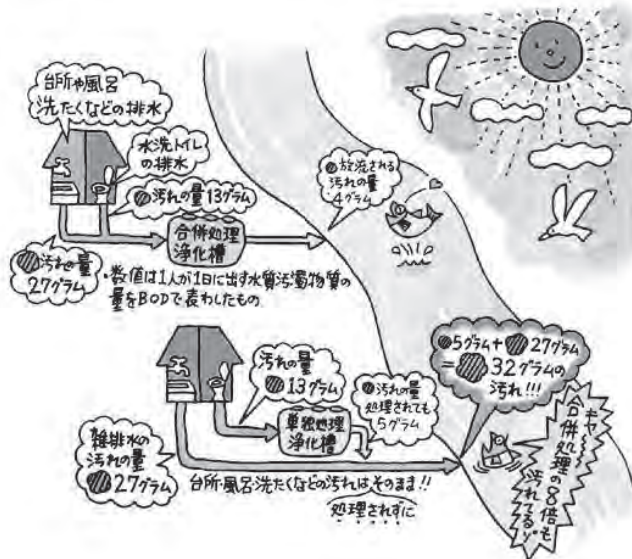 台所や風呂
洗たくなどの排水
水洗トイレ
の排水
汚れの量13グラム
合併処理
浄化槽
放流される
汚れの量
4グラム
汚れの量
27グラム
・数値は1人が1日に出す水質汚濁物質の
量をBODで表わしたもの
汚れの量
13グラム
単独処理
浄化槽
汚れの量
処理されても
5グラム
雑排水の
汚れの量
27グラム
台所・風呂・洗たくなどの汚れはそのまま!!
処理されずに
5グラム+27グラム
=32グラムの
汚れ!!!
キャー
合併処理の8倍も
汚れてるゾ